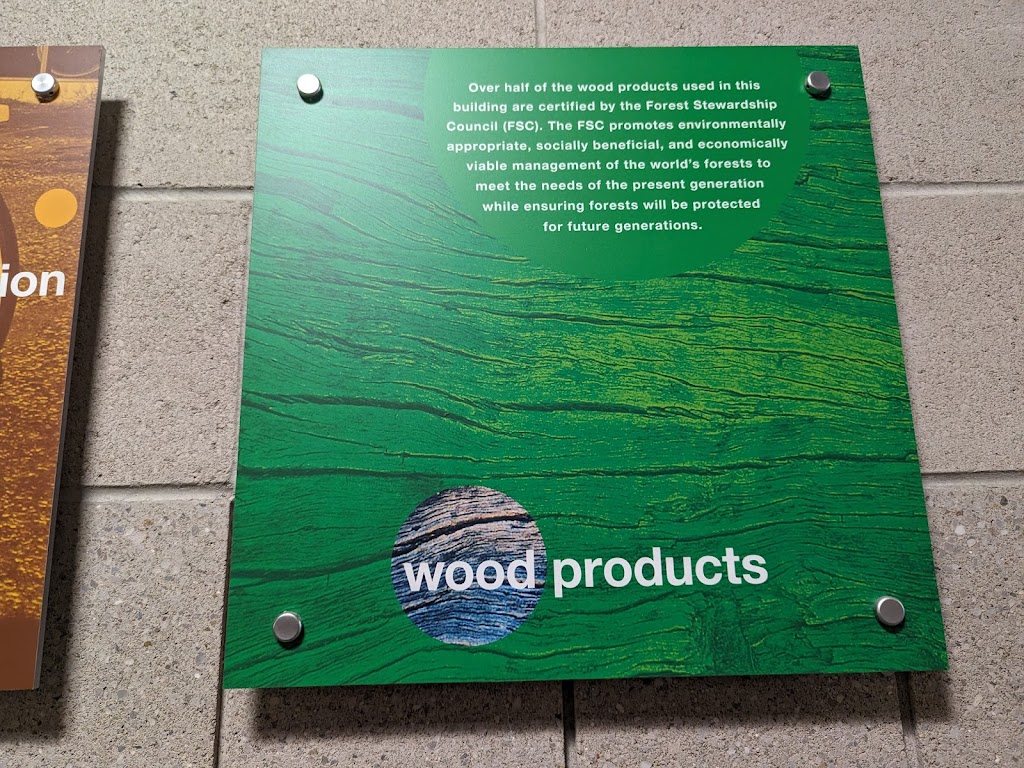 Over half of the wood products used in this
building are certified by the Forest Stewardship
Council (FSC). The FSC promotes environmentally
appropriate, socially beneficial, and economically
viable management of the world's forests to
meet the needs of the present generation
while ensuring forests will be protected
for future generations.
ion
wood products